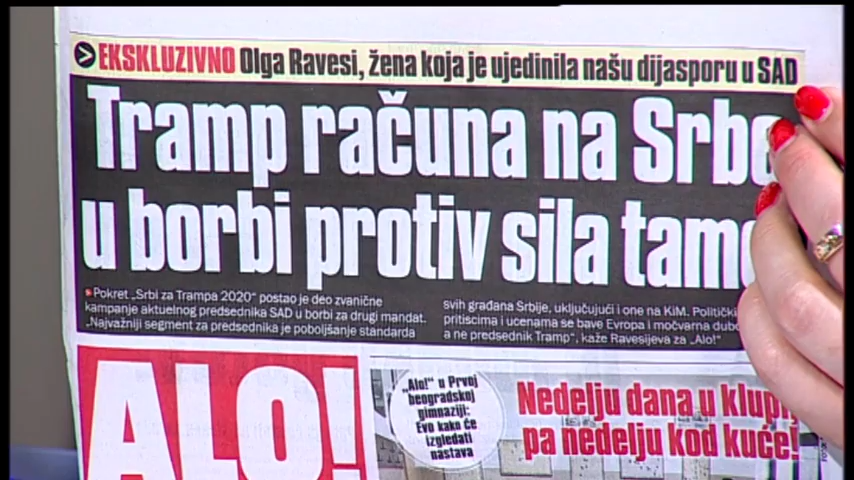 EKSKLUZIVNO Olga Ravesi, žena koja je ujedinila našu dijasporu u SAD
Tramp računa na Srbe
u borbi protiv sila tame
Pokret „Srbi za Trampa 2020“ postao je deo zvanične
kampanje aktuelnog predsednika SAD u borbi za drugi mandat.
„Najvažniji segment za predsednika je poboljšanje standarda
svih građana Srbije, uključujući i one na KiM. Politički
pritiscima i ucenama se bave Evropa i močvarna dubo
a ne predsednik Tramp“, kaže Ravesijeva za „Alo!“
ALO!
„Alo!“ u Prvoj
beogradskoj
gimnaziji:
Evo kako će
izgledati
nastava
Nedelju dana u klupi,
pa nedelju kod kuće!